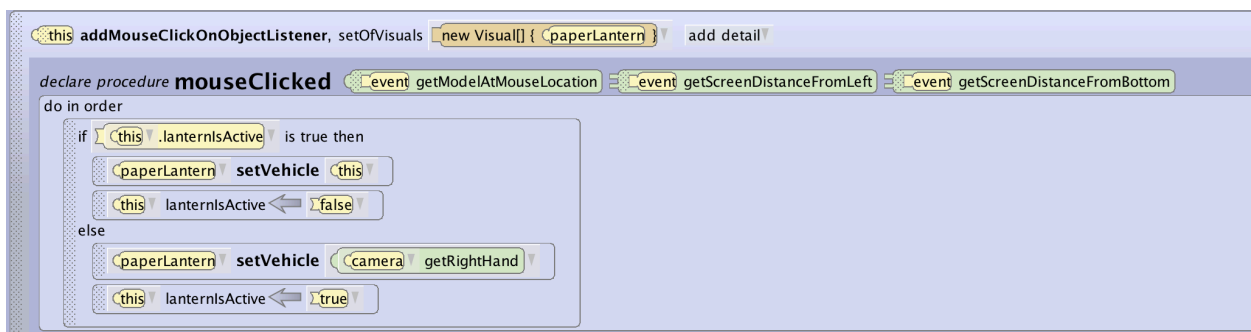 this addMouseClickOnObjectListener, setOfVisuals new Visual[] { paperLantern } add detail
declare procedure mouseClicked event getModelAtMouseLocation event getScreenDistanceFromLeft event getScreenDistanceFromBottom
do in order
if this .lanternIsActive is true then
paperLantern setVehicle this
this lanternIsActive false
else
paperLantern setVehicle camera getRightHand
this lanternIsActive true